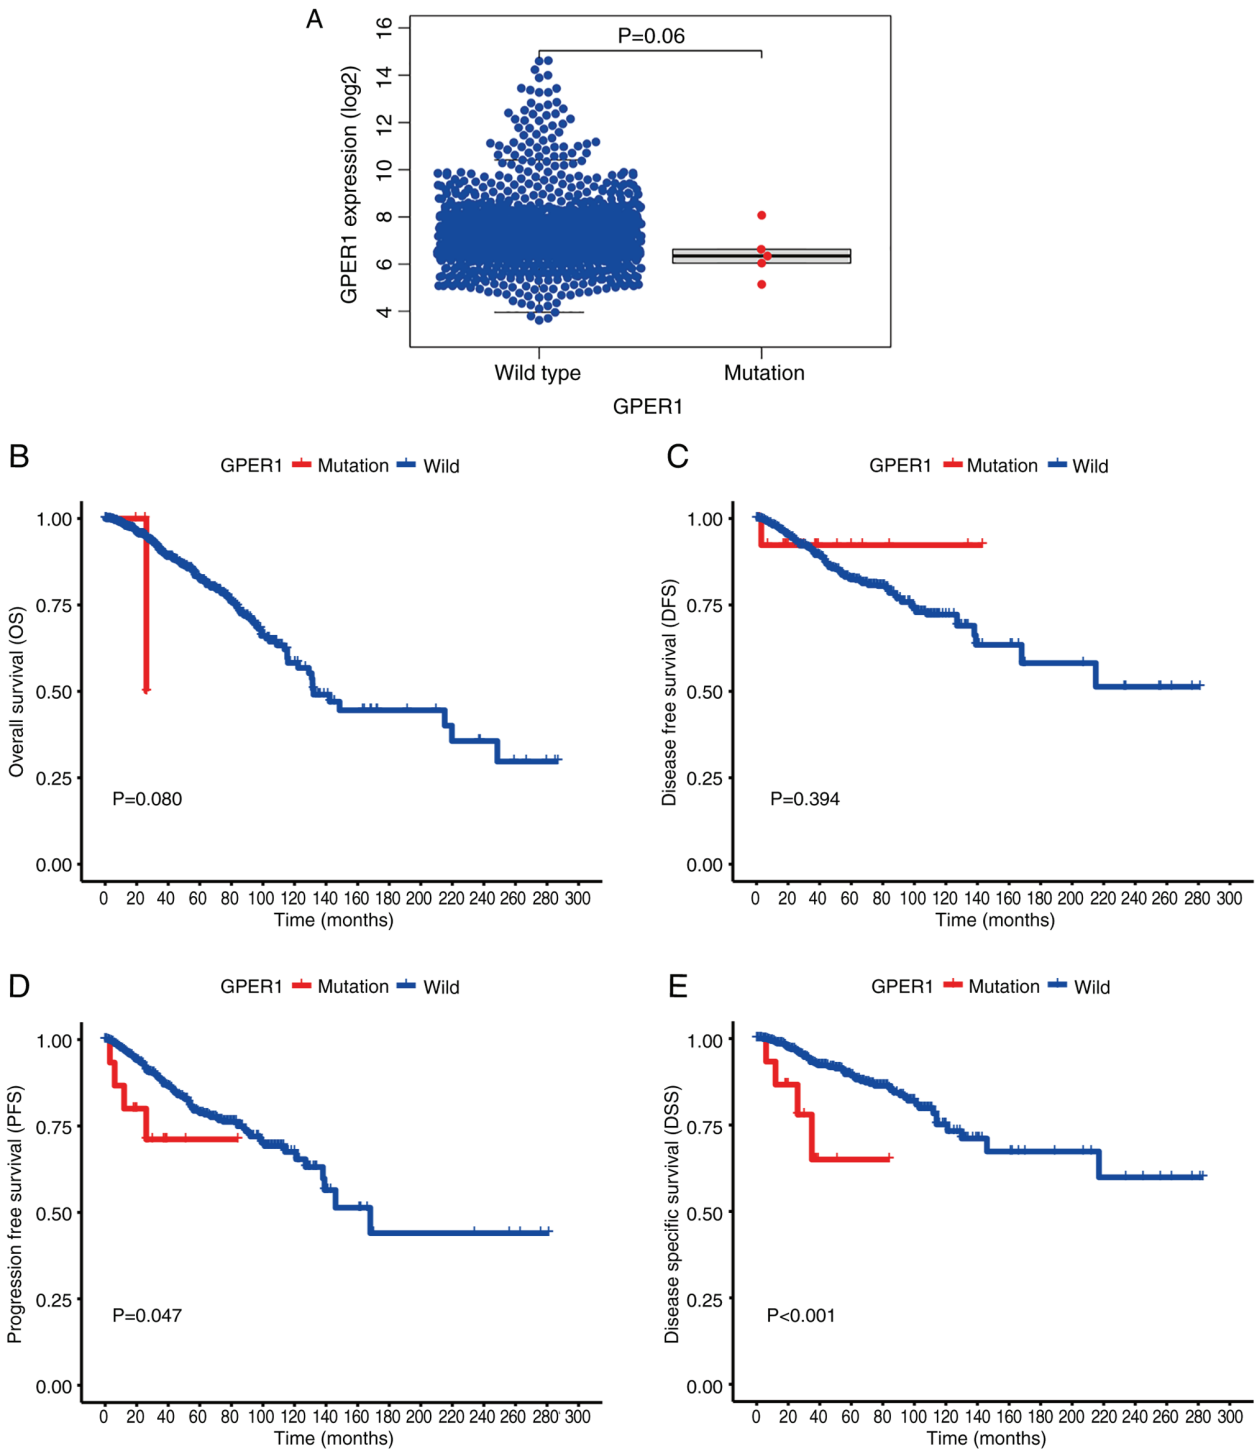 A
P=0.06
GPER1 expression (log2)
16
14
12
10
8
6
4
Wild type Mutation
GPER1
B
GPER1 Mutation Wild
Overall survival (OS)
1.00
0.75
0.50
0.25
0.00
P=0.080
0 20 40 60 80 100 120 140 160 180 200 220 240 260 280 300
Time (months)
C
GPER1 Mutation Wild
Disease free survival (DFS)
1.00
0.75
0.50
0.25
0.00
P=0.394
0 20 40 60 80 100 120 140 160 180 200 220 240 260 280 300
Time (months)
D
GPER1 Mutation Wild
Progression free survival (PFS)
1.00
0.75
0.50
0.25
0.00
P=0.047
0 20 40 60 80 100 120 140 160 180 200 220 240 260 280 300
Time (months)
E
GPER1 Mutation Wild
Disease specific survival (DSS)
1.00
0.75
0.50
0.25
0.00
P<0.001
0 20 40 60 80 100 120 140 160 180 200 220 240 260 280 300
Time (months)